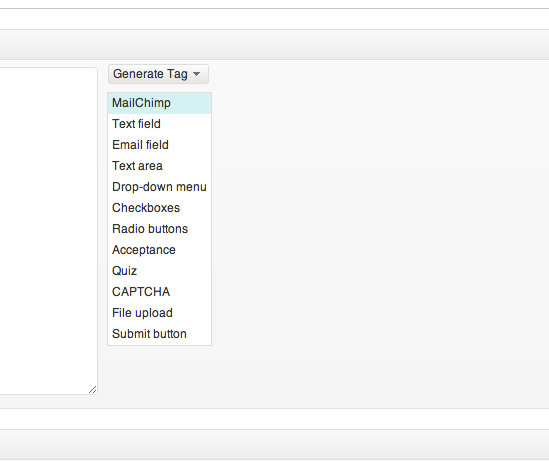 Generate Tag
MailChimp
Text field
Email field
Text area
Drop-down menu
Checkboxes
Radio buttons
Acceptance
Quiz
CAPTCHA
File upload
Submit button